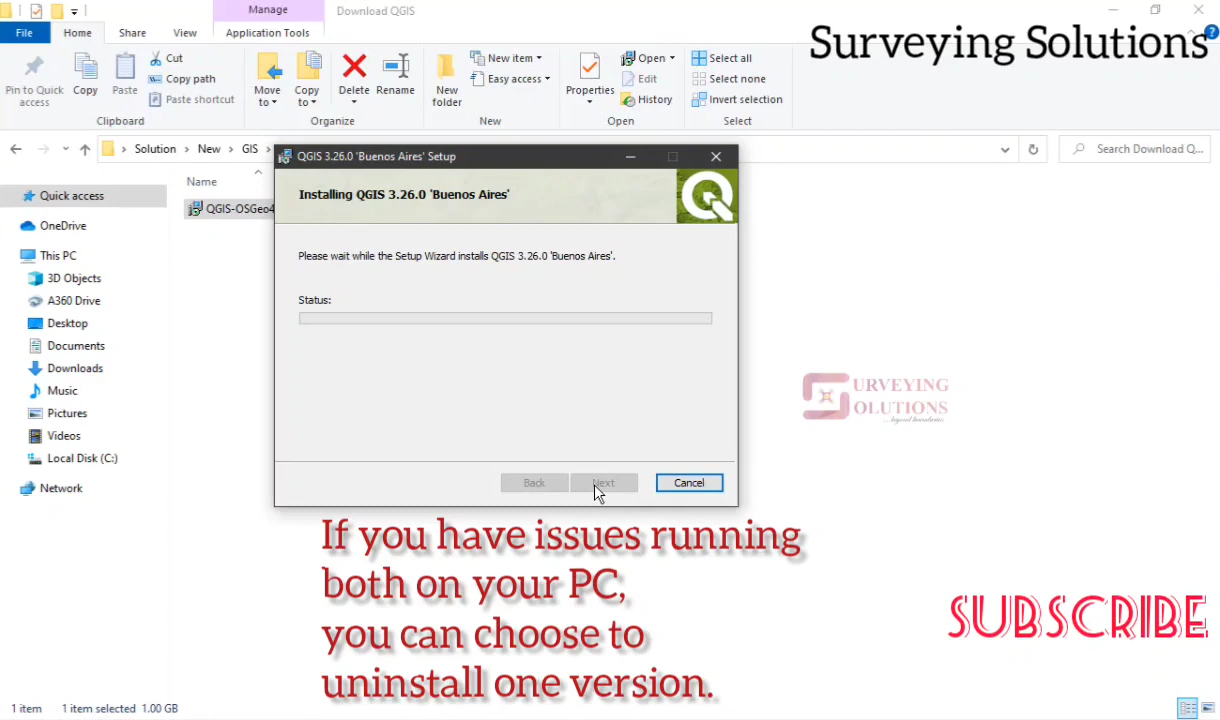 Manage
Download QGIS
File
Home
Share
View
Application Tools
Surveying Solutions
Pin to Quick access
Copy
Paste
Cut
Copy path
Paste shortcut
Clipboard
Move to
Copy to
Delete
Rename
Organize
New folder
New item
Easy access
New
Properties
Open
Edit
History
Open
Select all
Select none
Invert selection
Select
Solution
New
GIS
Search Download Q...
Name
QGIS-OSGeo4
Quick access
OneDrive
This PC
3D Objects
A360 Drive
Desktop
Documents
Downloads
Music
Pictures
Videos
Local Disk (C:)
Network
QGIS 3.26.0 'Buenos Aires' Setup
Installing QGIS 3.26.0 'Buenos Aires'
Please wait while the Setup Wizard installs QGIS 3.26.0 'Buenos Aires'.
Status:
Back
Next
Cancel
SURVEYING
SOLUTIONS
...beyond boundaries
If you have issues running
both on your PC,
you can choose to
uninstall one version.
SUBSCRIBE
1 item
1 item selected 1.00 GB